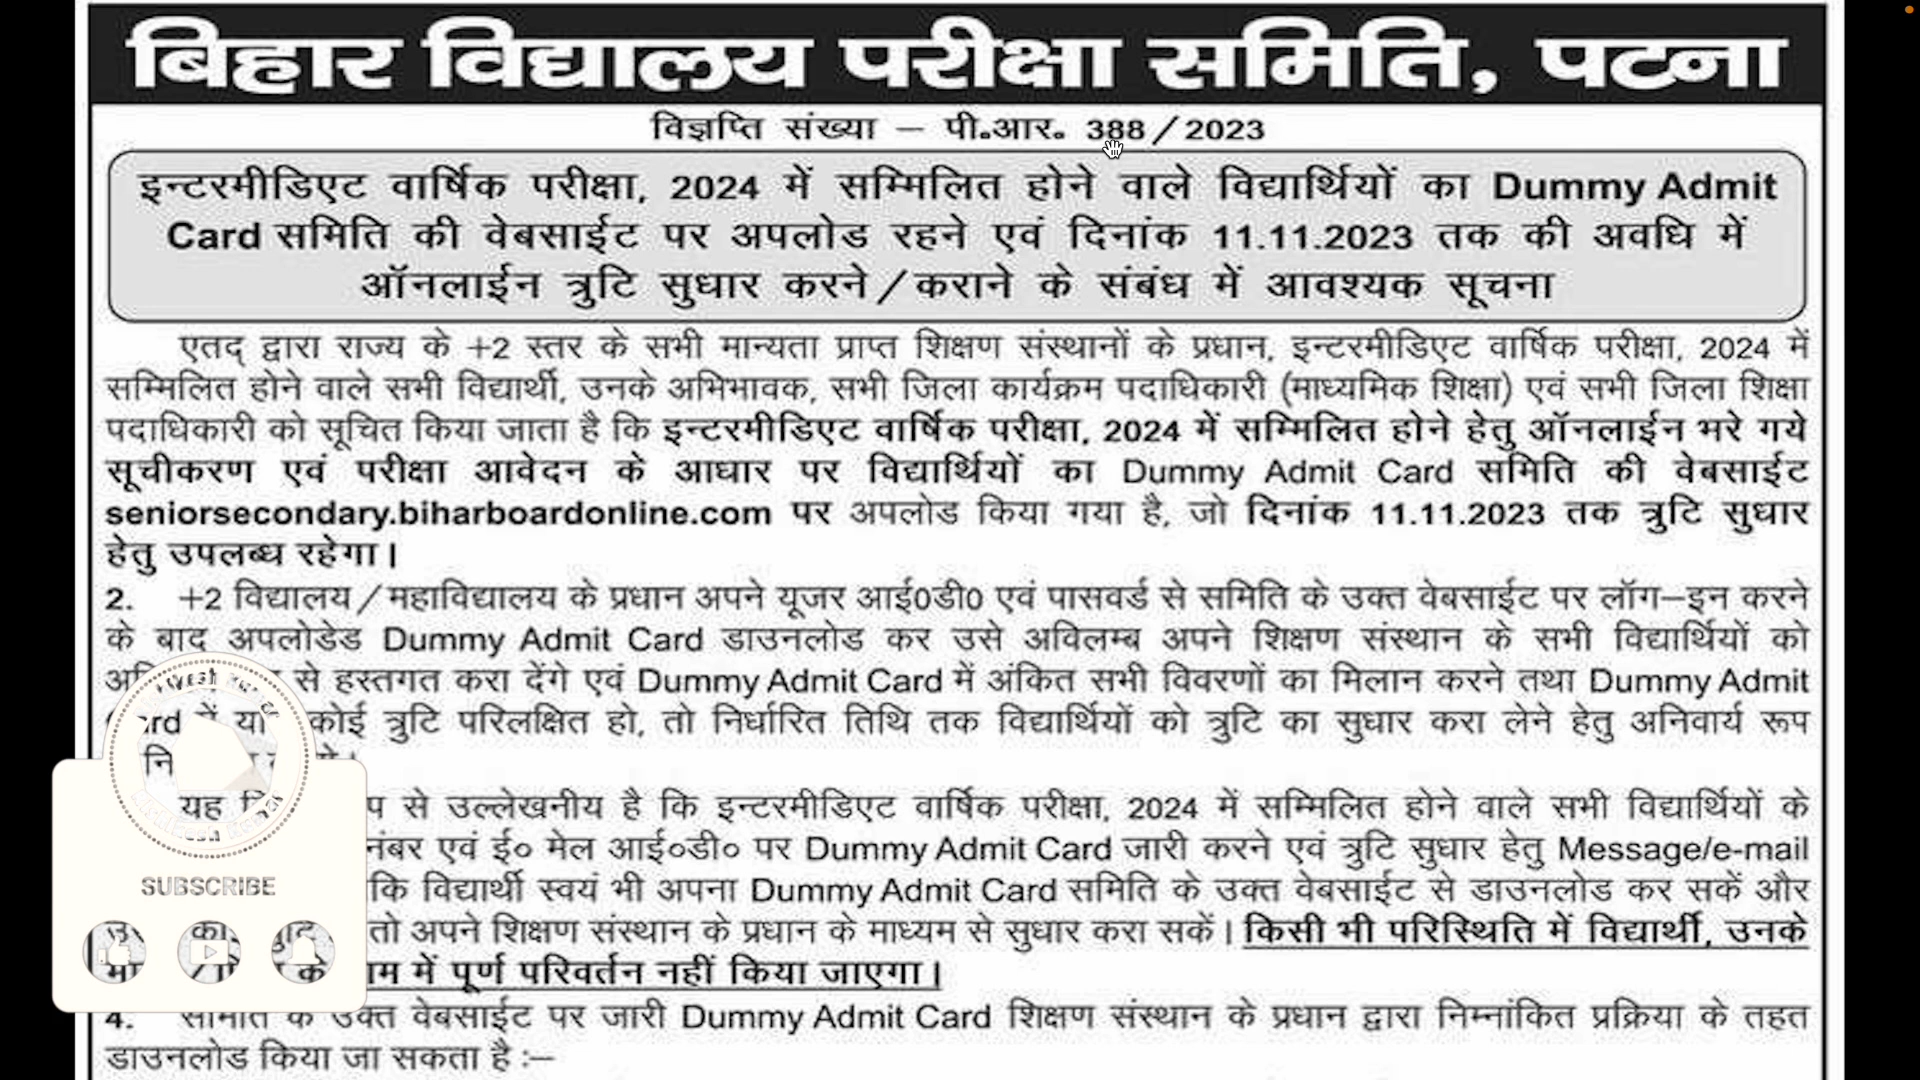 बिहार विद्यालय परीक्षा समिति, पटना
विज्ञप्ति संख्या – पी.आर. 388/2023
इन्टरमीडिएट वार्षिक परीक्षा, 2024 में सम्मिलित होने वाले विद्यार्थियों का Dummy Admit
Card समिति की वेबसाईट पर अपलोड रहने एवं दिनांक 11.11.2023 तक की अवधि में
ऑनलाईन त्रुटि सुधार करने/कराने के संबंध में आवश्यक सूचना
एतद् द्वारा राज्य के +2 स्तर के सभी मान्यता प्राप्त शिक्षण संस्थानों के प्रधान, इन्टरमीडिएट वार्षिक परीक्षा, 2024 में
सम्मिलित होने वाले सभी विद्यार्थी, उनके अभिभावक, सभी जिला कार्यक्रम पदाधिकारी (माध्यमिक शिक्षा) एवं सभी जिला शिक्षा
पदाधिकारी को सूचित किया जाता है कि इन्टरमीडिएट वार्षिक परीक्षा, 2024 में सम्मिलित होने हेतु ऑनलाईन भरे गये
सूचीकरण एवं परीक्षा आवेदन के आधार पर विद्यार्थियों का Dummy Admit Card समिति की वेबसाईट
seniorsecondary.biharboardonline.com पर अपलोड किया गया है, जो दिनांक 11.11.2023 तक त्रुटि सुधार
हेतु उपलब्ध रहेगा।
2. +2 विद्यालय/महाविद्यालय के प्रधान अपने यूजर आई0डी0 एवं पासवर्ड से समिति के उक्त वेबसाईट पर लॉग–इन करने
के बाद अपलोडेड Dummy Admit Card डाउनलोड कर उसे अविलम्ब अपने शिक्षण संस्थान के सभी विद्यार्थियों को
से हस्तगत करा देंगे एवं Dummy Admit Card में अंकित सभी विवरणों का मिलान करने तथा Dummy Admit
कोई त्रुटि परिलक्षित हो, तो निर्धारित तिथि तक विद्यार्थियों को त्रुटि का सुधार करा लेने हेतु अनिवार्य रूप
यह से उल्लेखनीय है कि इन्टरमीडिएट वार्षिक परीक्षा, 2024 में सम्मिलित होने वाले सभी विद्यार्थियों के
नंबर एवं ई० मेल आई०डी० पर Dummy Admit Card जारी करने एवं त्रुटि सुधार हेतु Message/e-mail
कि विद्यार्थी स्वयं भी अपना Dummy Admit Card समिति के उक्त वेबसाईट से डाउनलोड कर सकें और
तो अपने शिक्षण संस्थान के प्रधान के माध्यम से सुधार करा सकें। किसी भी परिस्थिति में विद्यार्थी, उनके
में पूर्ण परिवर्तन नहीं किया जाएगा।
4. समिति के उक्त वेबसाईट पर जारी Dummy Admit Card शिक्षण संस्थान के प्रधान द्वारा निम्नांकित प्रक्रिया के तहत
डाउनलोड किया जा सकता है :–
SUBSCRIBE